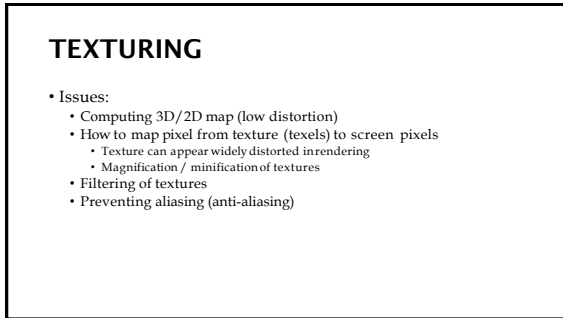 TEXTURING
• Issues:
• Computing 3D/2D map (low distortion)
• How to map pixel from texture (texels) to screen pixels
• Texture can appear widely distorted in rendering
• Magnification / minification of textures
• Filtering of textures
• Preventing aliasing (anti-aliasing)